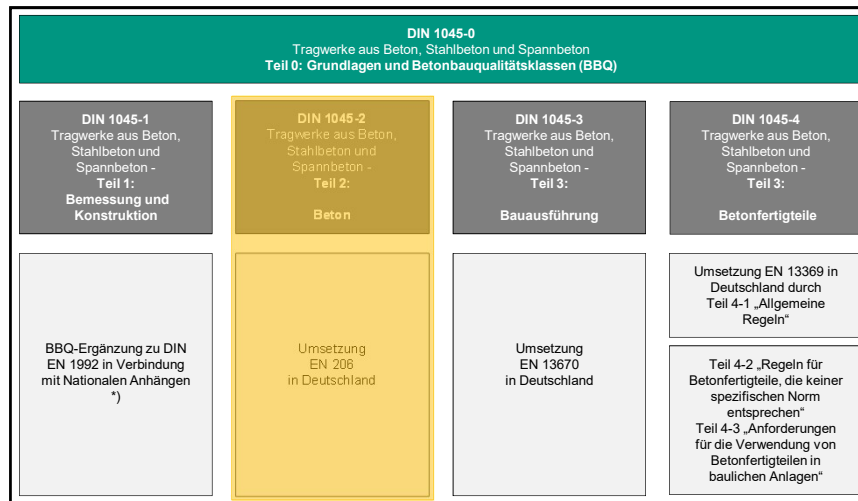 DIN 1045-0
Tragwerke aus Beton, Stahlbeton und Spannbeton
Teil 0: Grundlagen und Betonbauqualitätsklassen (BBQ)
DIN 1045-1
Tragwerke aus Beton,
Stahlbeton und
Spannbeton -
Teil 1:
Bemessung und
Konstruktion
DIN 1045-2
Tragwerke aus Beton,
Stahlbeton und
Spannbeton -
Teil 2:
Beton
DIN 1045-3
Tragwerke aus Beton,
Stahlbeton und
Spannbeton -
Teil 3:
Bauausführung
DIN 1045-4
Tragwerke aus Beton,
Stahlbeton und
Spannbeton -
Teil 3:
Betonfertigteile
BBQ-Ergänzung zu DIN
EN 1992 in Verbindung
mit Nationalen Anhängen
*)
Umsetzung
EN 206
in Deutschland
Umsetzung
EN 13670
in Deutschland
Umsetzung EN 13369 in
Deutschland durch
Teil 4-1 „Allgemeine
Regeln“
Teil 4-2 „Regeln für
Betonfertigteile, die keiner
spezifischen Norm
entsprechen“
Teil 4-3 „Anforderungen
für die Verwendung von
Betonfertigteilen in
baulichen Anlagen“